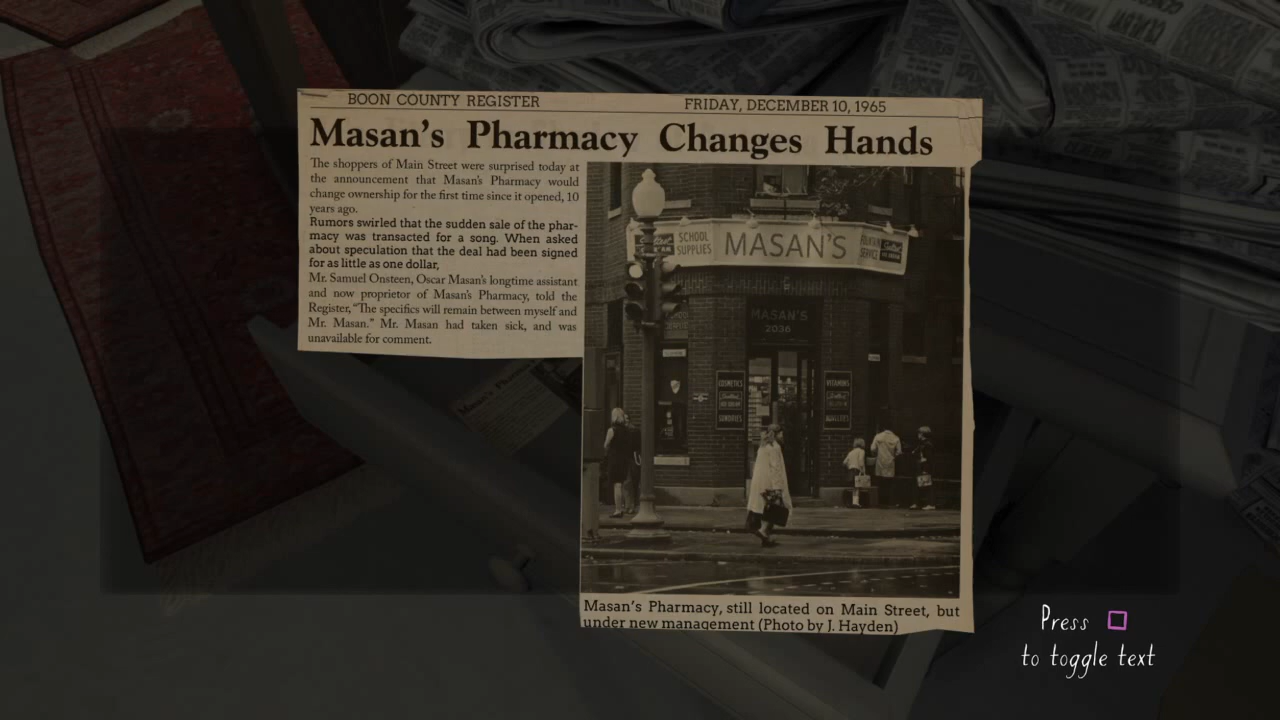 BOON COUNTY REGISTER
FRIDAY, DECEMBER 10, 1965
Masan's Pharmacy Changes Hands
The shoppers of Main Street were surprised today at
the announcement that Masan's Pharmacy would
change ownership for the first time since it opened, 10
years ago.
Rumors swirled that the sudden sale of the phar-
macy was transacted for a song. When asked
about speculation that the deal had been signed
for as little as one dollar,
Mr. Samuel Onsteen, Oscar Masan's longtime assistant
and now proprietor of Masan's Pharmacy, told the
Register, "The specifics will remain between myself and
Mr. Masan." Mr. Masan had taken sick, and was
unavailable for comment.
SCHOOL
SUPPLIES
MASAN'S
FOUNTAIN
SERVICE
MASAN'S
2036
COSMETICS
SUNDRIES
VITAMINS
Masan's Pharmacy, still located on Main Street, but
under new management (Photo by J. Hayden)
Press
to toggle text